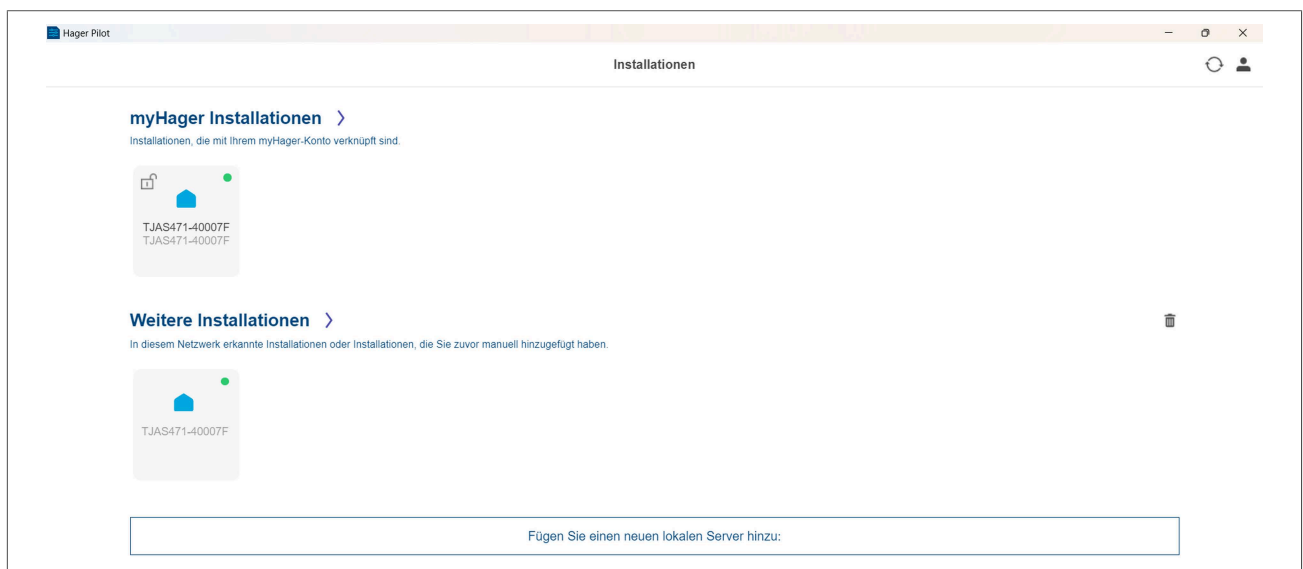 Hager Pilot
Installationen
myHager Installationen
Installationen, die mit Ihrem myHager-Konto verknüpft sind.
TJAS471-40007F
TJAS471-40007F
Weitere Installationen
In diesem Netzwerk erkannte Installationen oder Installationen, die Sie zuvor manuell hinzugefügt haben.
TJAS471-40007F
Fügen Sie einen neuen lokalen Server hinzu: